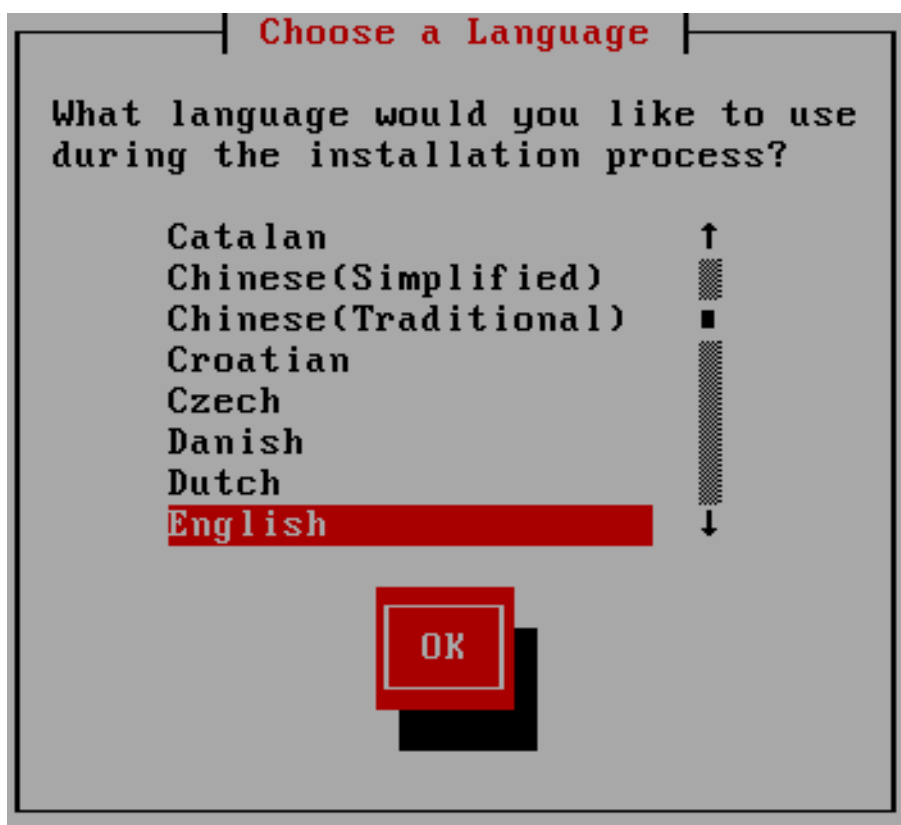 Choose a Language
What language would you like to use
during the installation process?
Catalan
Chinese(Simplified)
Chinese(Traditional)
Croatian
Czech
Danish
Dutch
English
OK